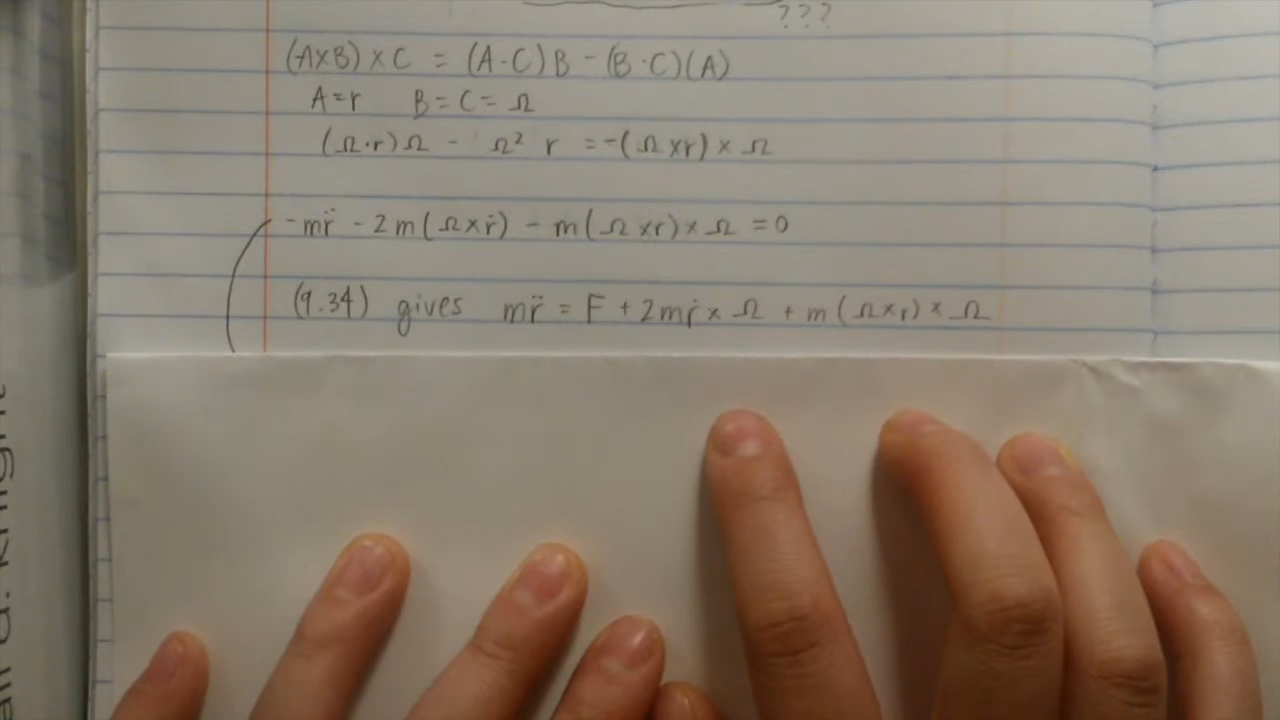 ???
(A×B)×C = (A·C)B - (B·C)(A)
A=r B=C=Ω
(Ω·r)Ω - Ω² r = -(Ω×r)×Ω
-mr̈ - 2m(Ω×ṙ) - m(Ω×r)×Ω = 0
(9.34) gives mr̈ = F + 2mṙ×Ω + m(Ω×r)×Ω